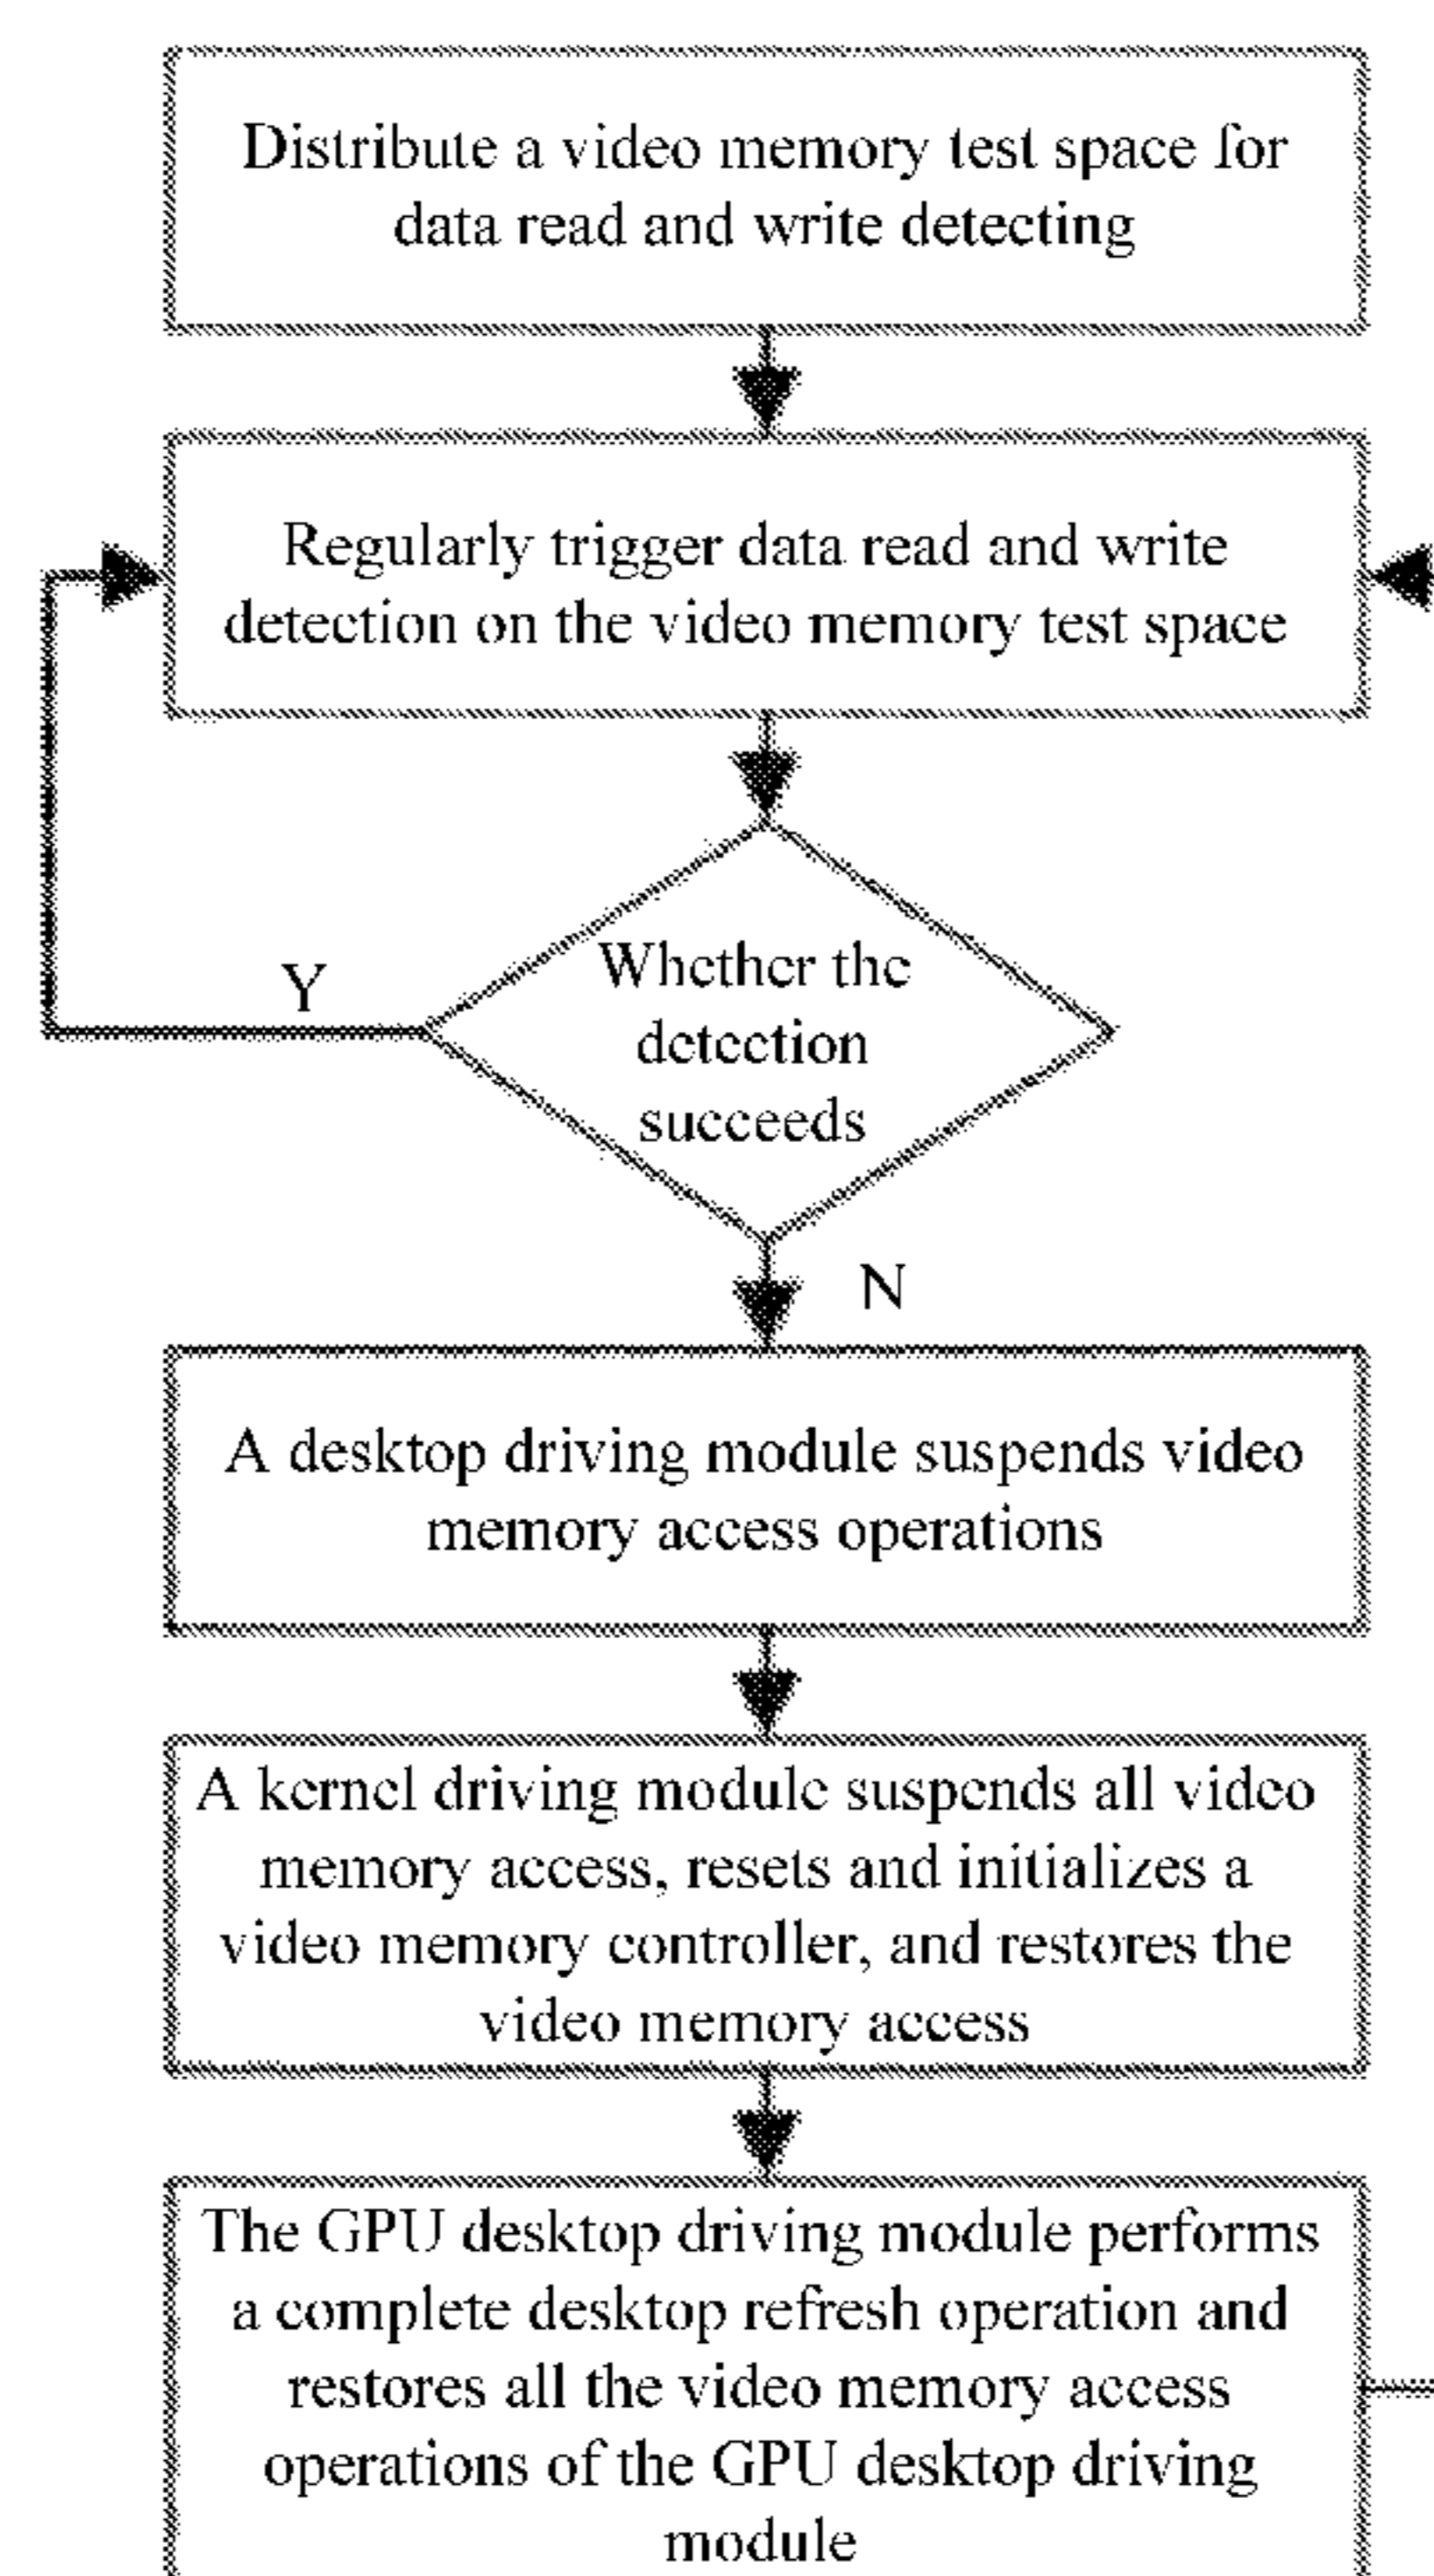 Distribute a video memory test space for
data read and write detecting
Regularly trigger data read and write
detection on the video memory test space
Whether the
detection
succeeds
Y
N
A desktop driving module suspends video
memory access operations
A kernel driving module suspends all video
memory access, resets and initializes a
video memory controller, and restores the
video memory access
The GPU desktop driving module performs
a complete desktop refresh operation and
restores all the video memory access
operations of the GPU desktop driving
module